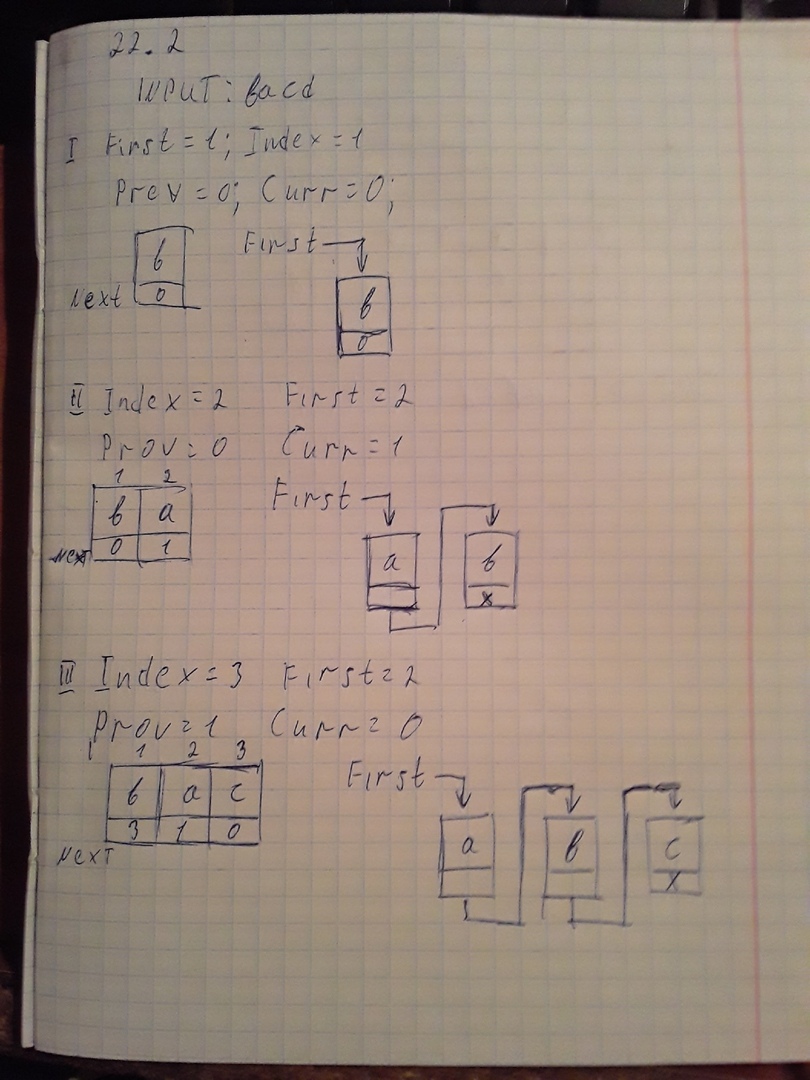 22.2
INPUT: bacd
I First = 1; Index = 1
Prev = 0; Curr = 0;
b First
Next 0
b
0
II Index = 2 First = 2
Prov = 0 Curr = 1
1 2
b a First
Next 0 1
a b
x
III Index = 3 First = 2
Prov = 1 Curr = 0
1 2 3
b a c First
3 1 0
Next
a b c
x